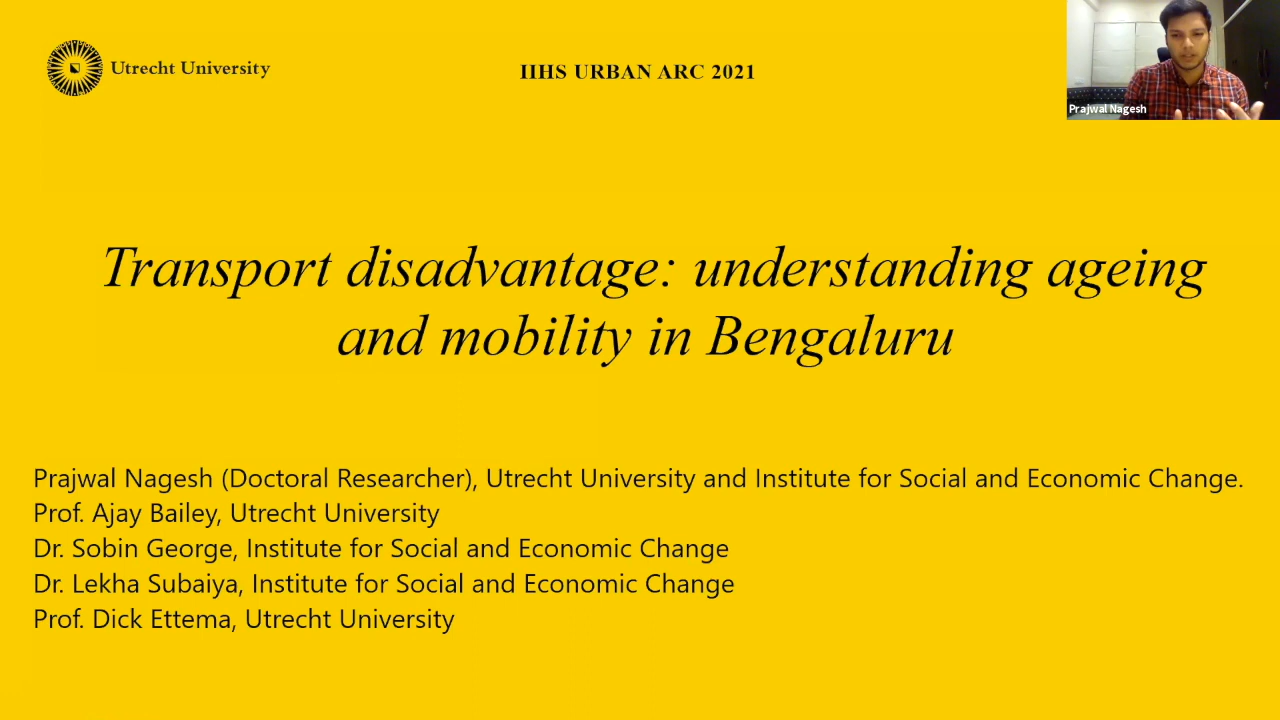 Utrecht University
IIHS URBAN ARC 2021
Prajwal Nagesh
Transport disadvantage: understanding ageing
and mobility in Bengaluru
Prajwal Nagesh (Doctoral Researcher), Utrecht University and Institute for Social and Economic Change.
Prof. Ajay Bailey, Utrecht University
Dr. Sobin George, Institute for Social and Economic Change
Dr. Lekha Subaiya, Institute for Social and Economic Change
Prof. Dick Ettema, Utrecht University